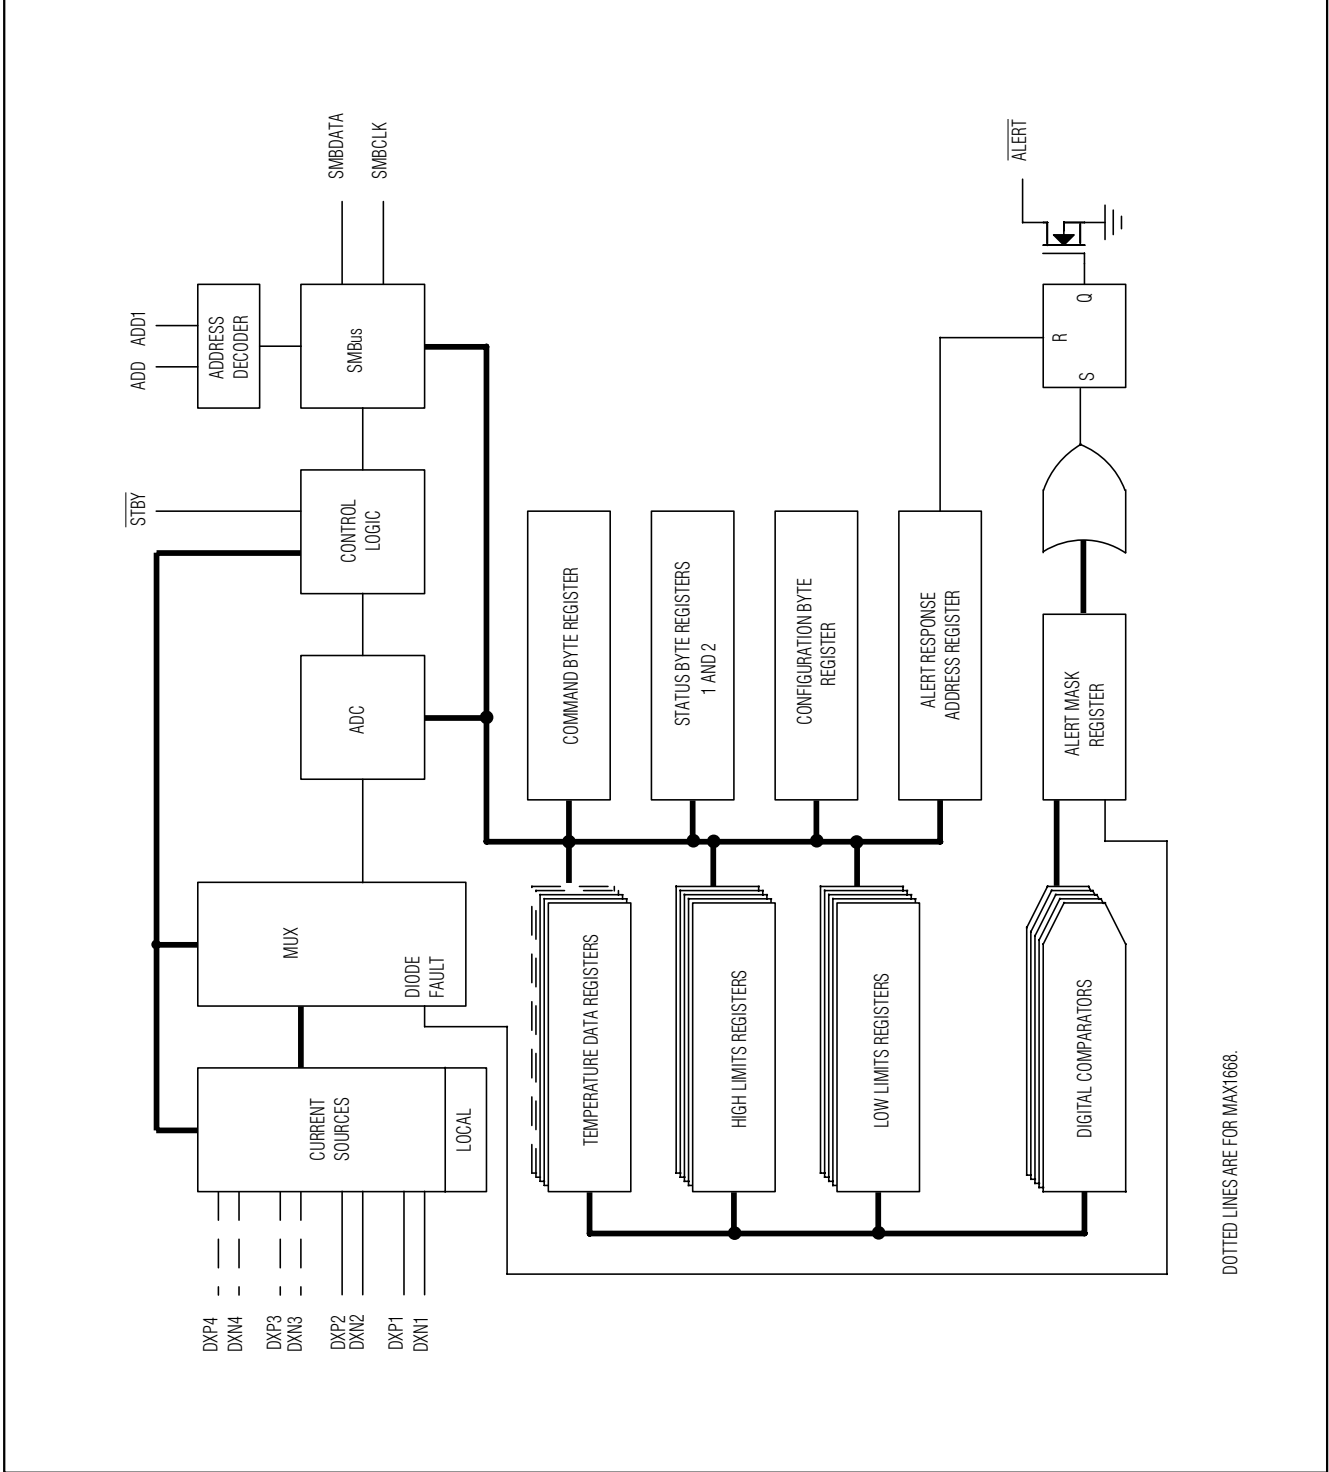 DXP4
DXN4
DXP3
DXN3
DXP2
DXN2
DXP1
DXN1
CURRENT
SOURCES
LOCAL
MUX
DIODE
FAULT
ADC
CONTROL
LOGIC
STBY
ADD
ADD1
ADDRESS
DECODER
SMBus
SMBDATA
SMBCLK
COMMAND BYTE REGISTER
STATUS BYTE REGISTERS
1 AND 2
CONFIGURATION BYTE
REGISTER
ALERT RESPONSE
ADDRESS REGISTER
TEMPERATURE DATA REGISTERS
HIGH LIMITS REGISTERS
LOW LIMITS REGISTERS
DIGITAL COMPARATORS
ALERT MASK
REGISTER
S
R
Q
ALERT
DOTTED LINES ARE FOR MAX1668.